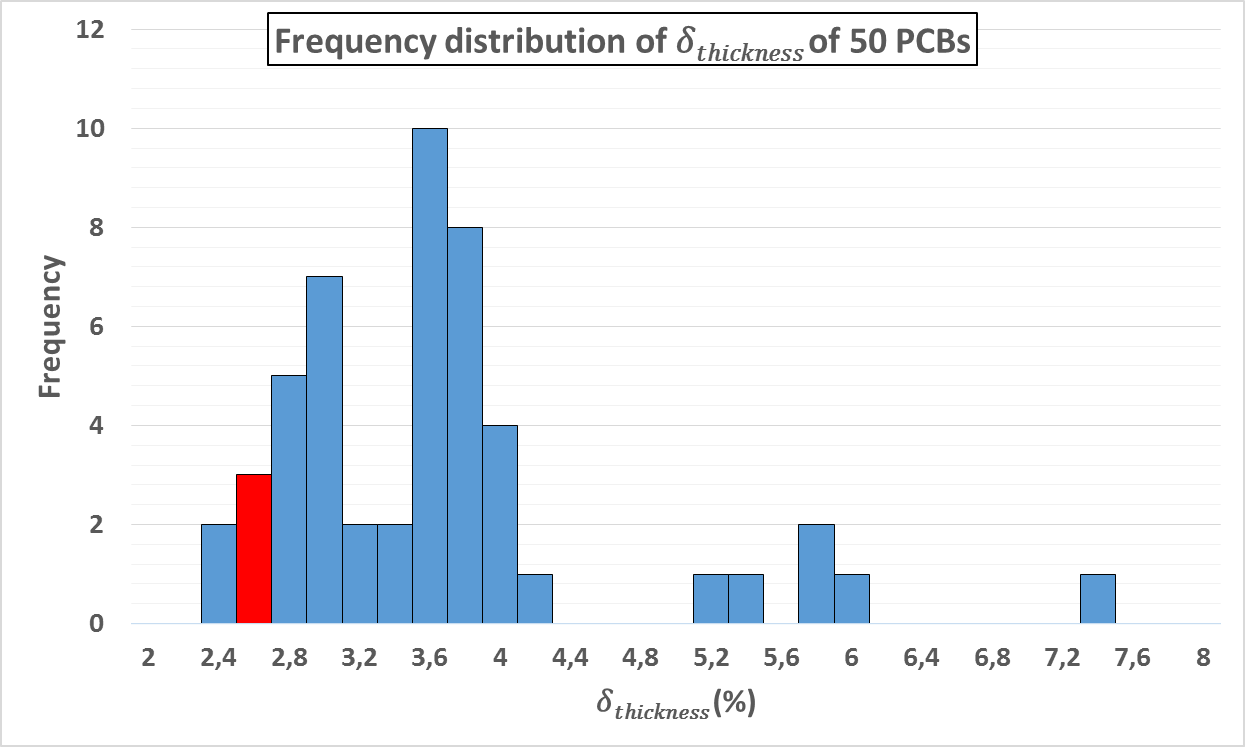 Frequency distribution of δthickness of 50 PCBs
12
10
8
6
4
2
0
Frequency
2 2,4 2,8 3,2 3,6 4 4,4 4,8 5,2 5,6 6 6,4 6,8 7,2 7,6 8
δthickness (%)